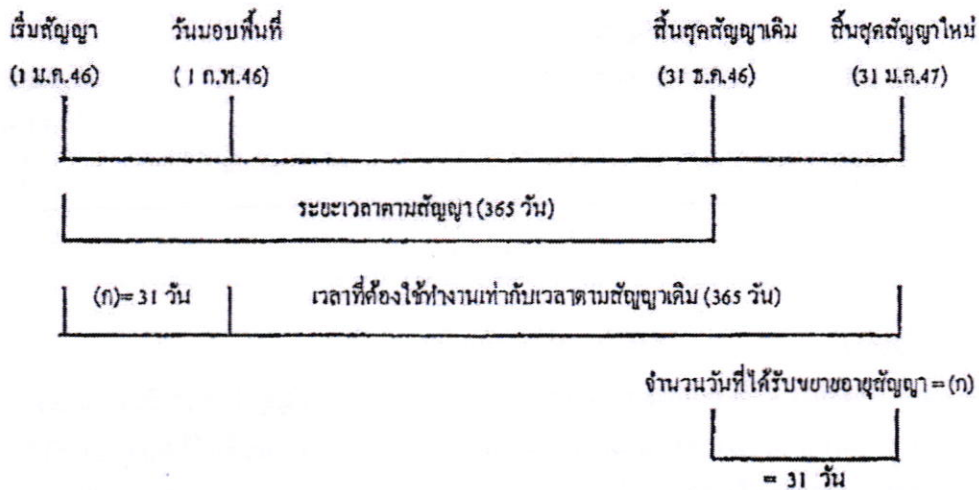 เริ่มสัญญา วันมอบพื้นที่ สิ้นสุดสัญญาเดิม สิ้นสุดสัญญาใหม่
(1 ม.ค.46) (1 ก.พ.46) (31 ธ.ค.46) (31 ม.ค.47)
ระยะเวลาตามสัญญา (365 วัน)
(ก)= 31 วัน เวลาที่ต้องใช้ทำงานเท่ากับเวลาตามสัญญาเดิม (365 วัน)
จำนวนวันที่ได้รับขยายอายุสัญญา = (ก)
= 31 วัน